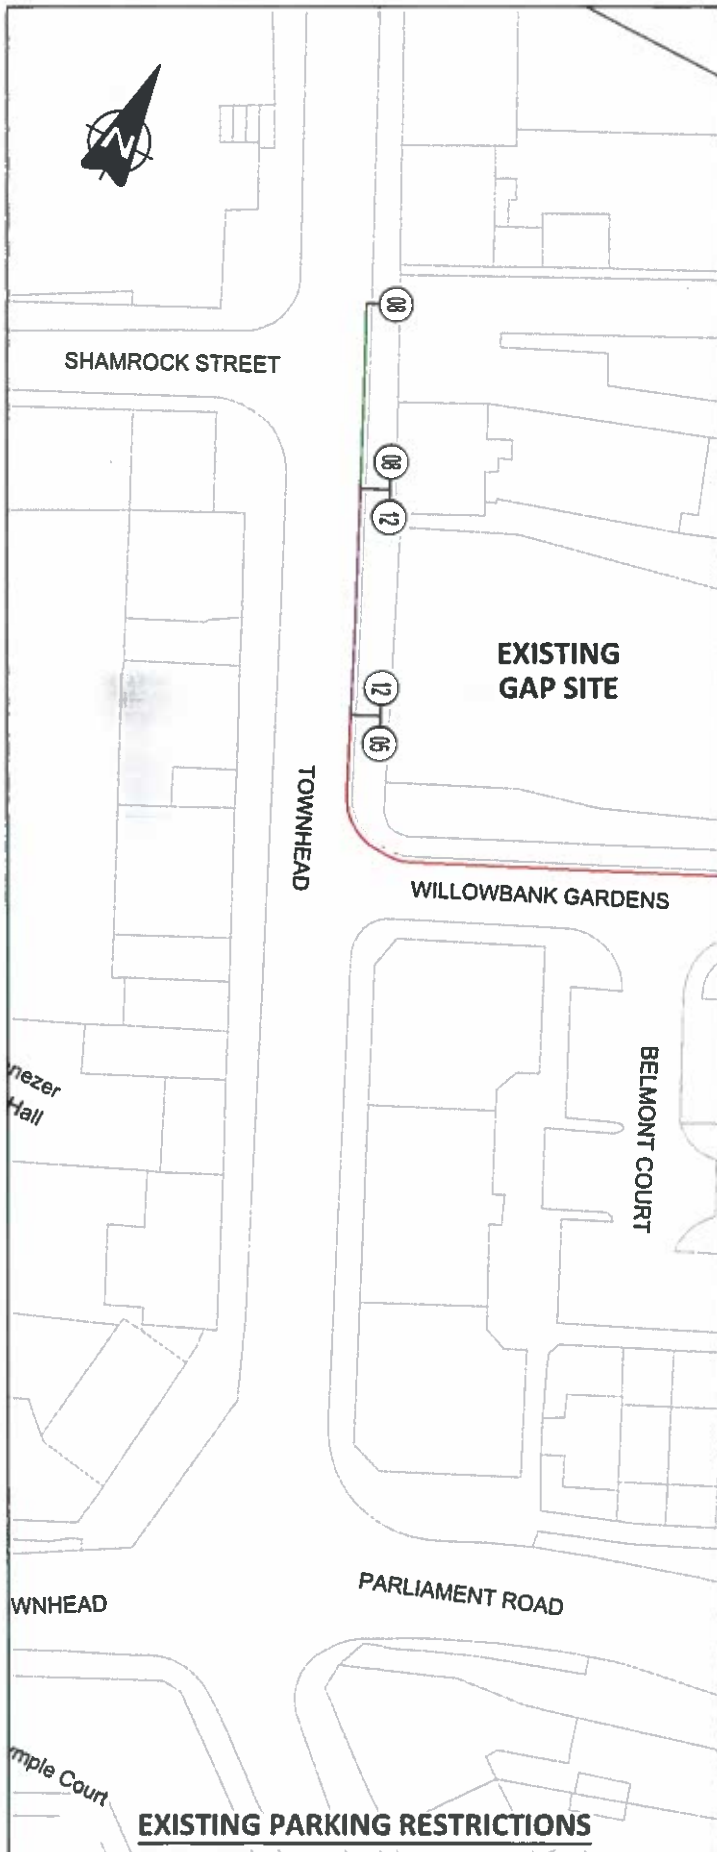 N
08
SHAMROCK STREET
08
12
EXISTING
GAP SITE
12
05
TOWNHEAD
WILLOWBANK GARDENS
BELMONT COURT
nezer
Hall
PARLIAMENT ROAD
WNHEAD
mple Court
EXISTING PARKING RESTRICTIONS